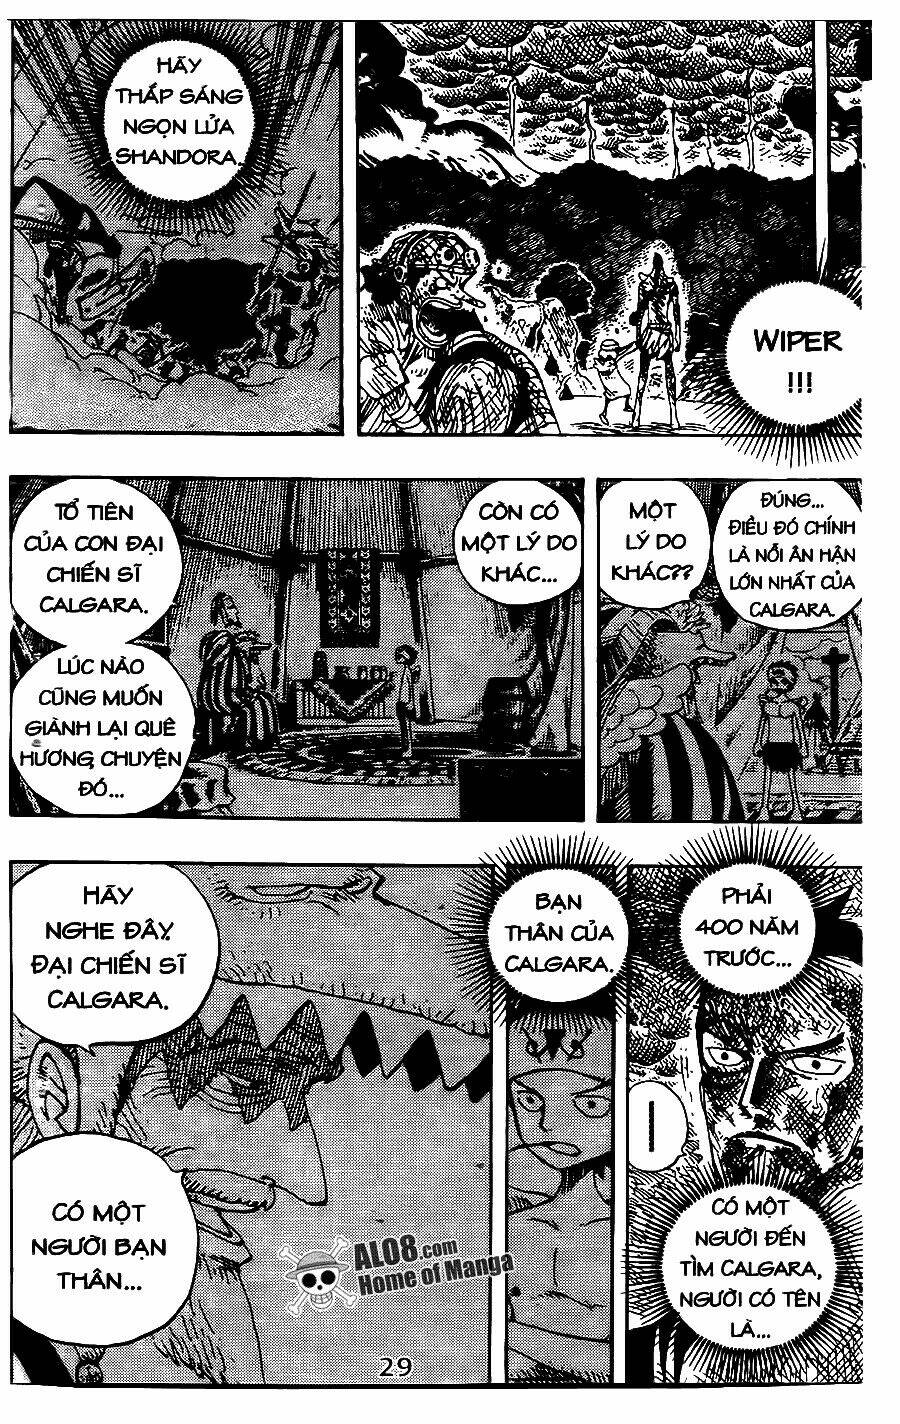 HÃY
THẮP SÁNG
NGỌN LỬA
SHANDORA.
WIPER
!!!
TỔ TIÊN
CỦA CON ĐẠI
CHIẾN SĨ
CALGARA.
LÚC NÀO
CŨNG MUỐN
GIÀNH LẠI QUÊ
HƯƠNG, CHUYỆN
ĐÓ...
CÒN CÓ
MỘT LÝ DO
KHÁC...
MỘT
LÝ DO
KHÁC??
ĐÚNG...
ĐIỀU ĐÓ CHÍNH
LÀ NỖI ÂN HẬN
LỚN NHẤT CỦA
CALGARA.
HÃY
NGHE ĐÂY.
ĐẠI CHIẾN SĨ
CALGARA.
CÓ MỘT
NGƯỜI BẠN
THÂN...
BẠN
THÂN CỦA
CALGARA.
PHẢI
400 NĂM
TRƯỚC...
CÓ MỘT
NGƯỜI ĐẾN
TÌM CALGARA,
NGƯỜI CÓ TÊN
LÀ...
ALO8.com
Home of Manga
29